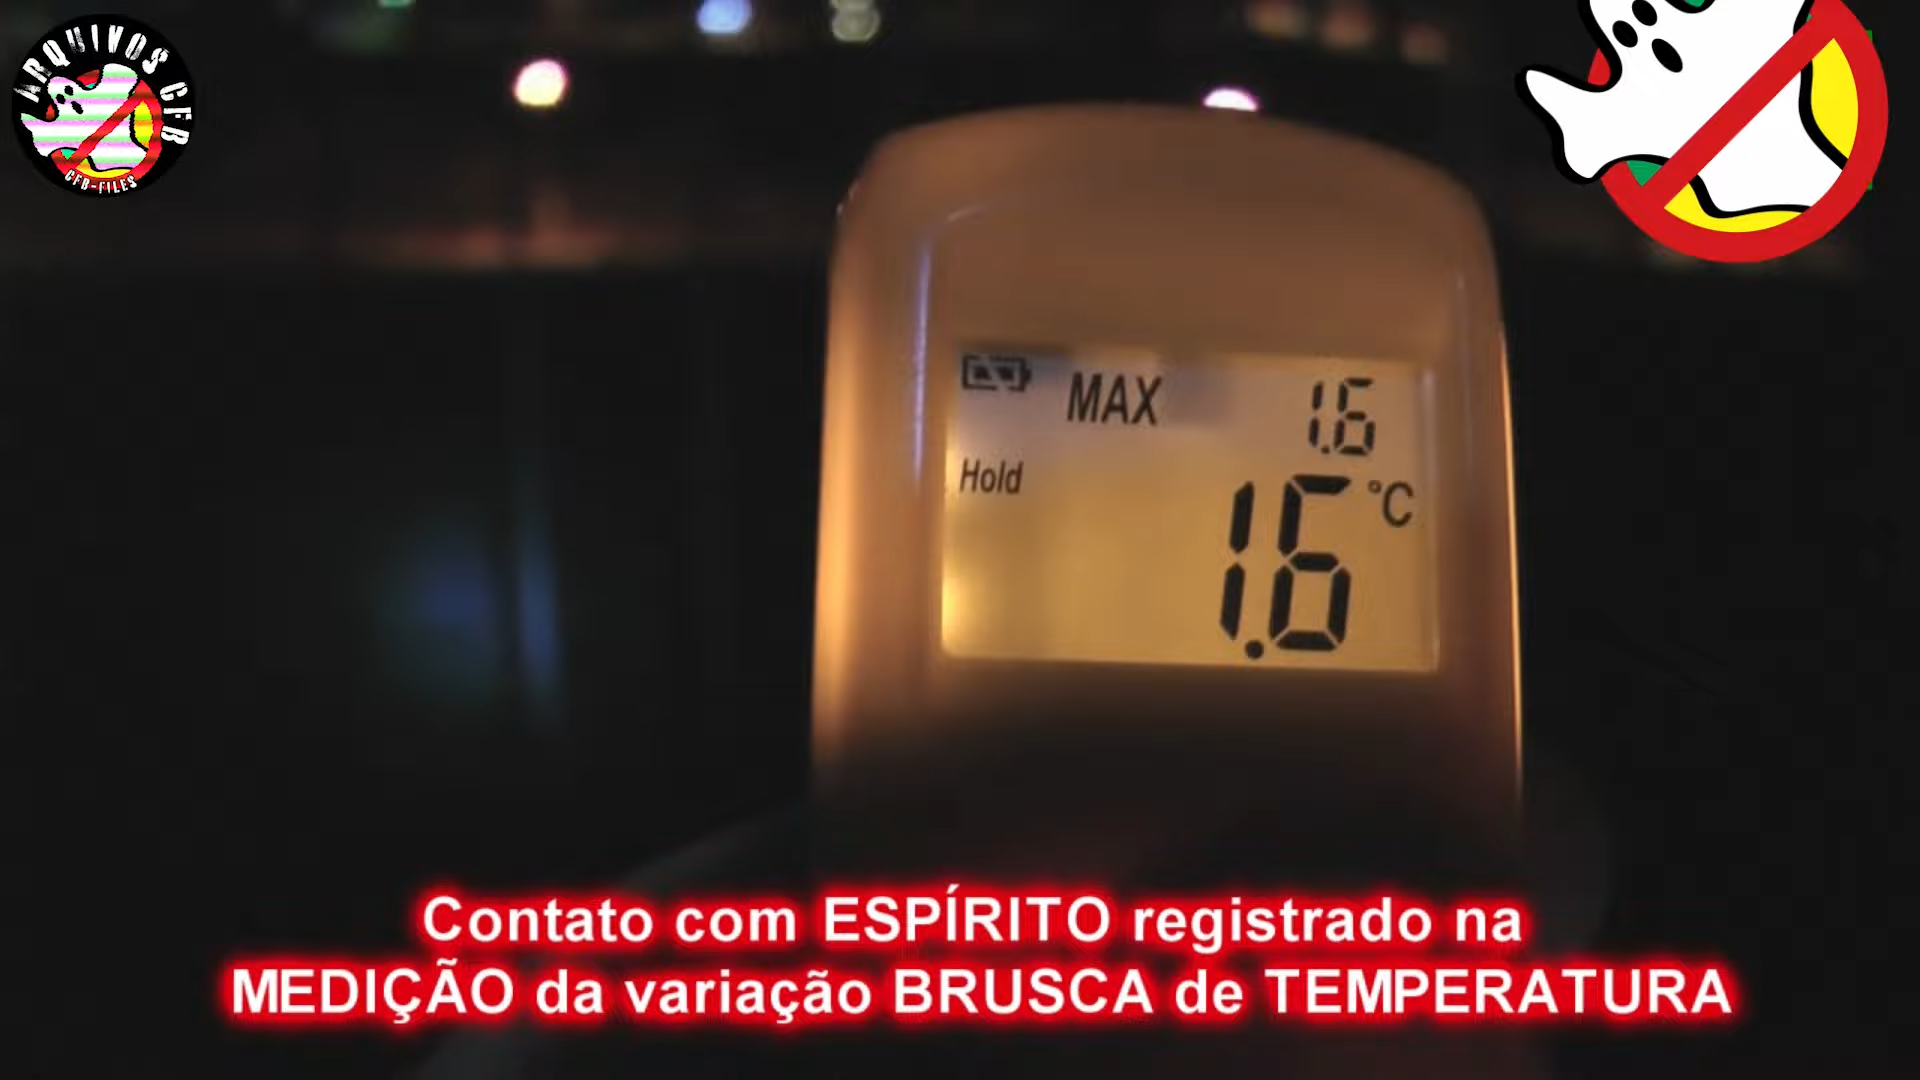 ARQUIVOS CFB
CFB-FILES
MAX 1.6
Hold
1.6 °C
Contato com ESPÍRITO registrado na
MEDIÇÃO da variação BRUSCA de TEMPERATURA